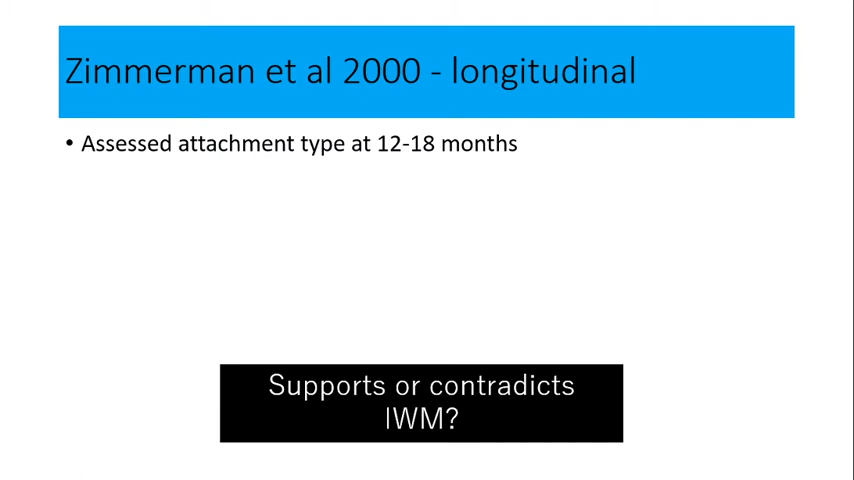 Zimmerman et al 2000 - longitudinal
• Assessed attachment type at 12-18 months
Supports or contradicts
IWM?